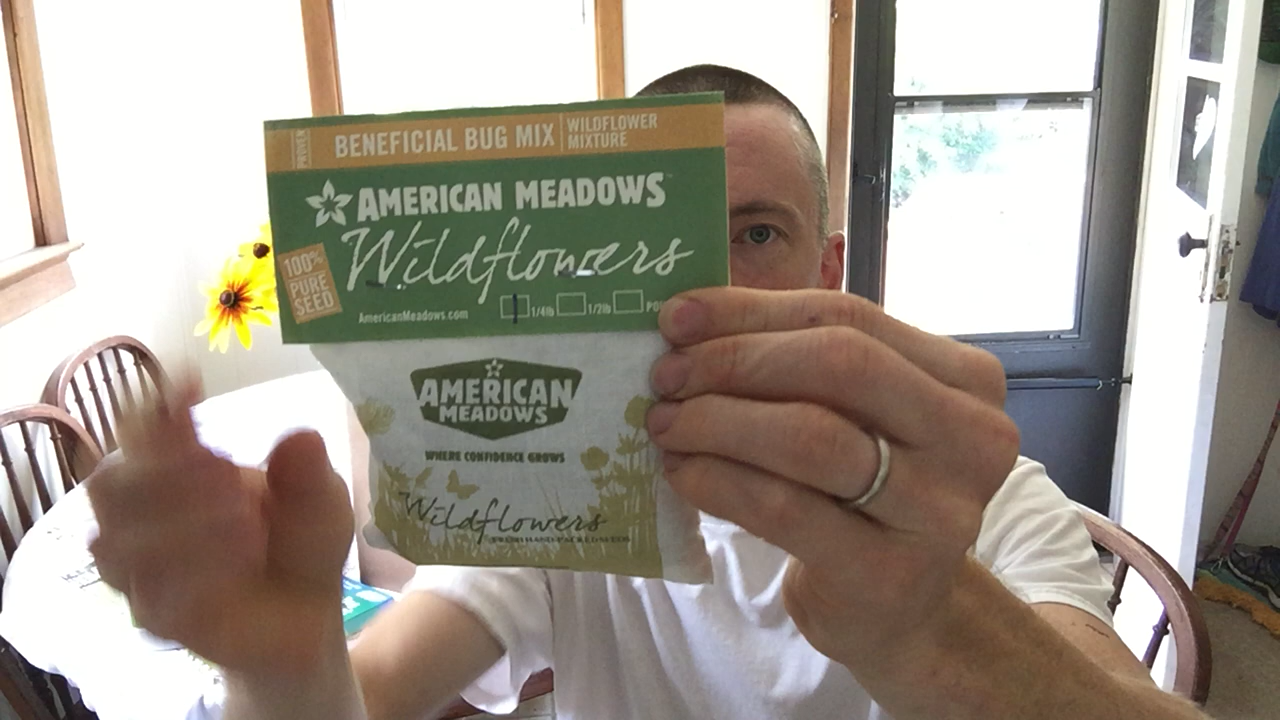 PROVEN
BENEFICIAL BUG MIX
WILDFLOWER
MIXTURE
AMERICAN MEADOWS™
Wildflowers
100%
PURE
SEED
AmericanMeadows.com
1/4lb 1/2lb
AMERICAN
MEADOWS
WHERE CONFIDENCE GROWS
Wildflowers